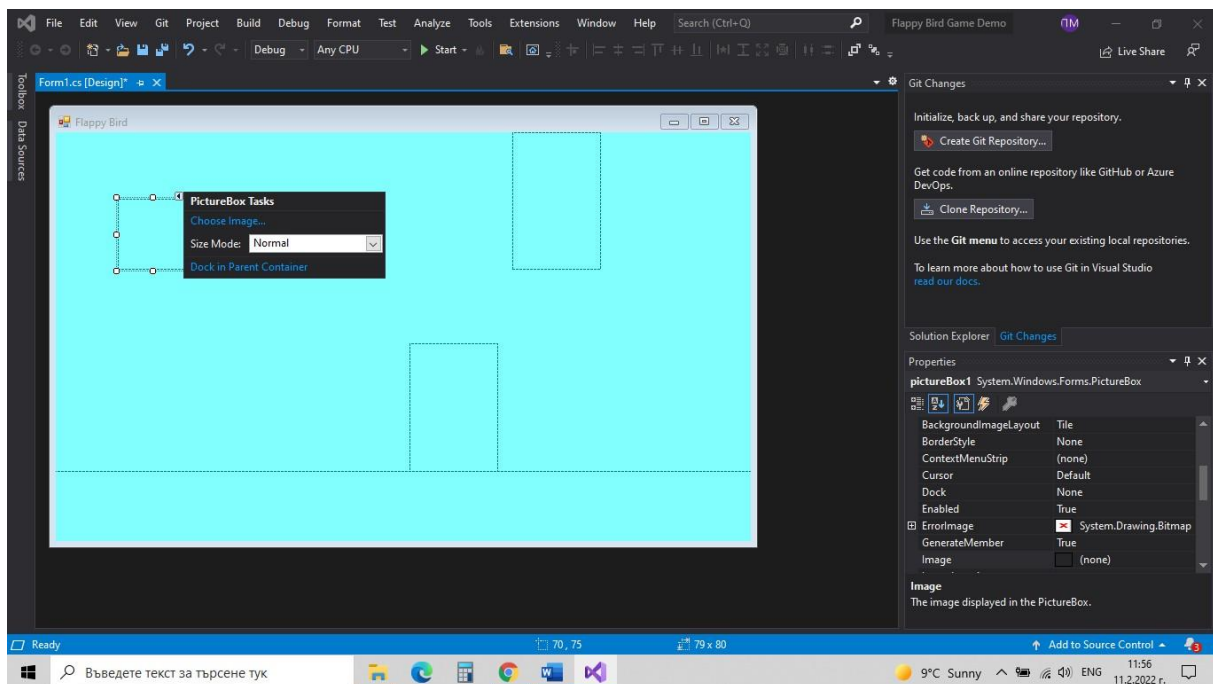 File Edit View Git Project Build Debug Format Test Analyze Tools Extensions Window Help Search (Ctrl+Q) Flappy Bird Game Demo ПМ
Debug Any CPU Start Live Share
Toolbox
Data Sources
Form1.cs [Design]*
Flappy Bird
PictureBox Tasks
Choose Image...
Size Mode: Normal
Dock in Parent Container
Git Changes
Initialize, back up, and share your repository.
Create Git Repository...
Get code from an online repository like GitHub or Azure
DevOps.
Clone Repository...
Use the Git menu to access your existing local repositories.
To learn more about how to use Git in Visual Studio
read our docs.
Solution Explorer Git Changes
Properties
pictureBox1 System.Windows.Forms.PictureBox
BackgroundImageLayout Tile
BorderStyle None
ContextMenuStrip (none)
Cursor Default
Dock None
Enabled True
ErrorImage System.Drawing.Bitmap
GenerateMember True
Image (none)
Image
The image displayed in the PictureBox.
Ready 70, 75 79 x 80 Add to Source Control
Въведете текст за търсене тук 9°C Sunny ENG 11:56
11.2.2022 г.